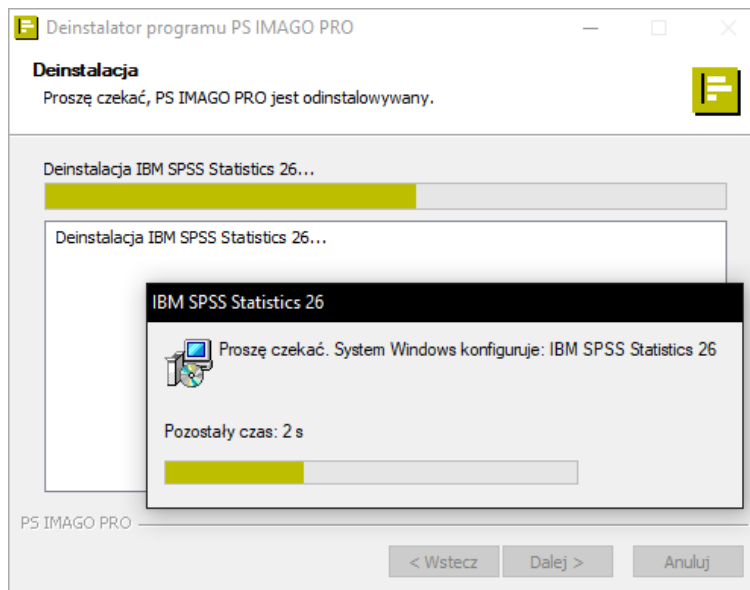 Deinstalator programu PS IMAGO PRO
Deinstalacja
Proszę czekać, PS IMAGO PRO jest odinstalowywany.
Deinstalacja IBM SPSS Statistics 26...
Deinstalacja IBM SPSS Statistics 26...
IBM SPSS Statistics 26
Proszę czekać. System Windows konfiguruje: IBM SPSS Statistics 26
Pozostały czas: 2 s
PS IMAGO PRO
< Wstecz
Dalej >
Anuluj